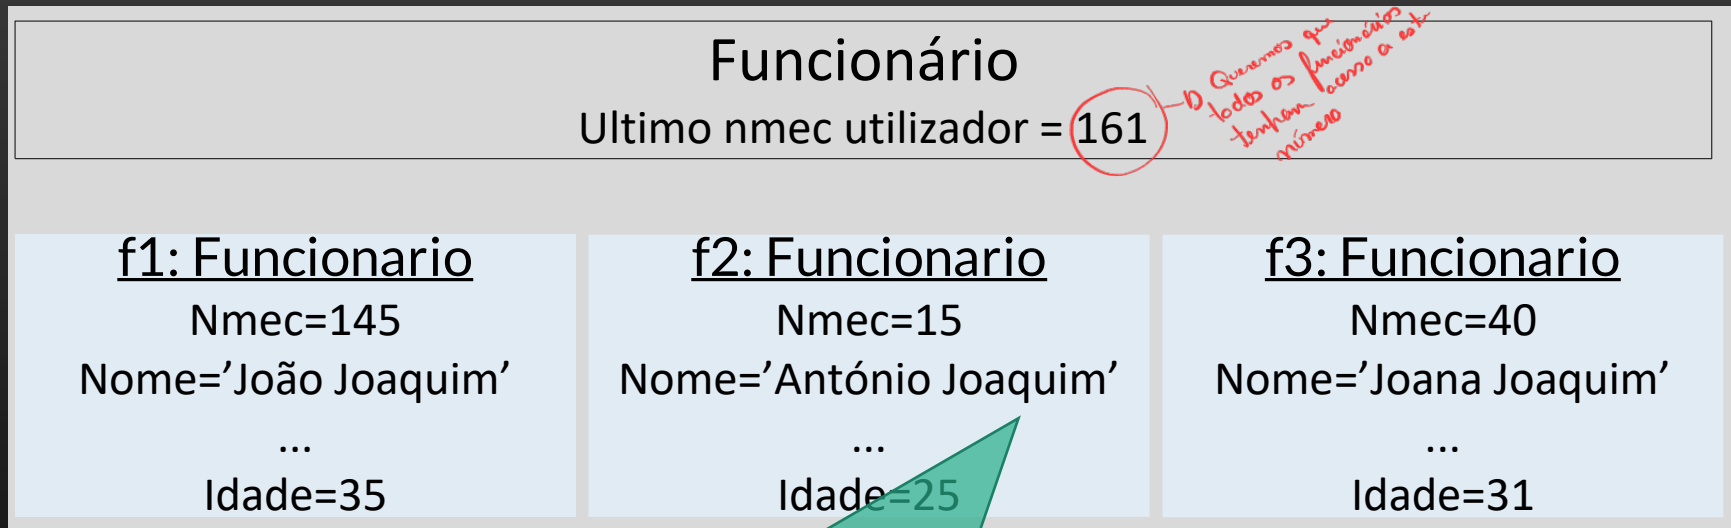 Funcionário
Ultimo nmec utilizador = 161
Queremos que
todos os funcionários
tenham acesso a este
número
f1: Funcionario
Nmec=145
Nome='João Joaquim'
...
Idade=35
f2: Funcionario
Nmec=15
Nome='António Joaquim'
...
Idade=25
f3: Funcionario
Nmec=40
Nome='Joana Joaquim'
...
Idade=31